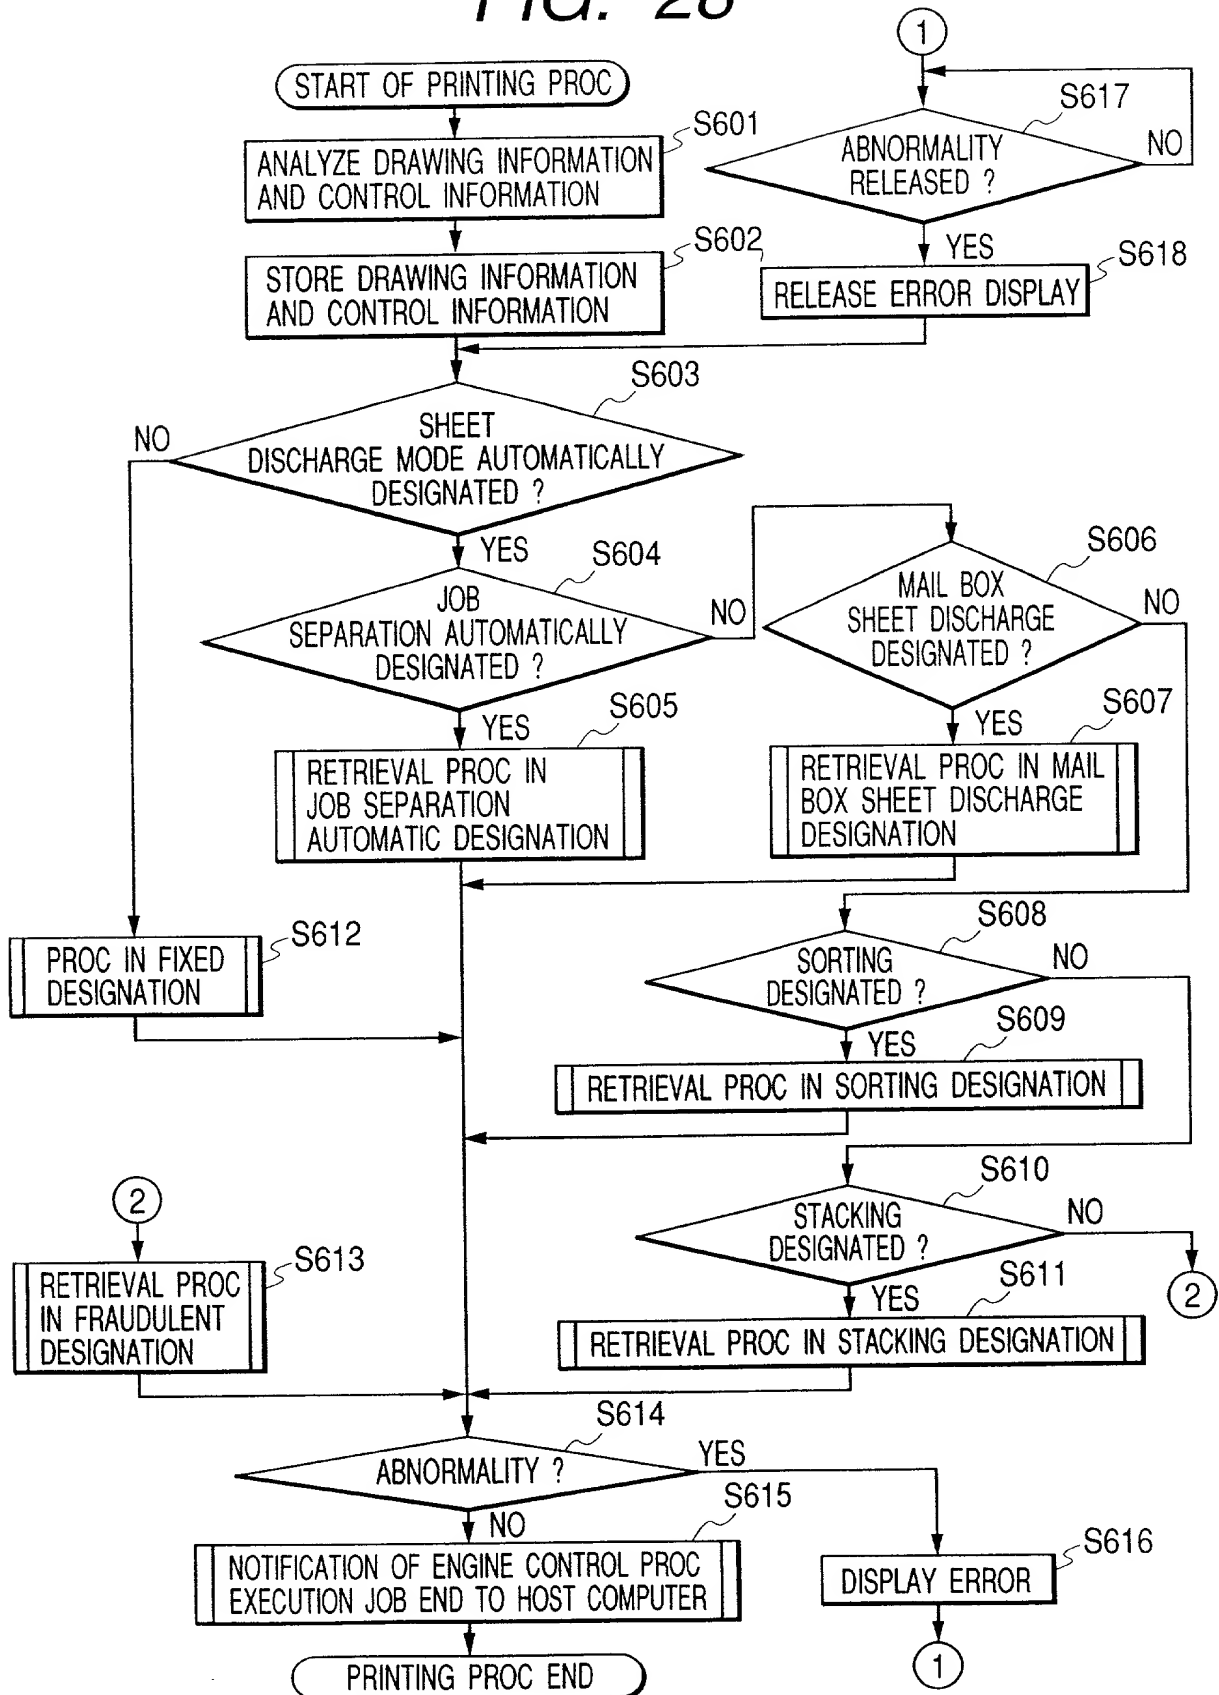 FIG. 28
START OF PRINTING PROC
S601
ANALYZE DRAWING INFORMATION
AND CONTROL INFORMATION
S602
STORE DRAWING INFORMATION
AND CONTROL INFORMATION
1
S617
ABNORMALITY
RELEASED ?
NO
YES
S618
RELEASE ERROR DISPLAY
S603
SHEET
DISCHARGE MODE AUTOMATICALLY
DESIGNATED ?
NO
YES
S604
JOB
SEPARATION AUTOMATICALLY
DESIGNATED ?
NO
YES
S605
RETRIEVAL PROC IN
JOB SEPARATION
AUTOMATIC DESIGNATION
S606
MAIL BOX
SHEET DISCHARGE
DESIGNATED ?
NO
YES
S607
RETRIEVAL PROC IN MAIL
BOX SHEET DISCHARGE
DESIGNATION
S612
PROC IN FIXED
DESIGNATION
S608
SORTING
DESIGNATED ?
NO
YES
S609
RETRIEVAL PROC IN SORTING DESIGNATION
S610
STACKING
DESIGNATED ?
NO
2
YES
S611
RETRIEVAL PROC IN STACKING DESIGNATION
2
S613
RETRIEVAL PROC
IN FRAUDULENT
DESIGNATION
S614
ABNORMALITY ?
YES
NO
S615
NOTIFICATION OF ENGINE CONTROL PROC
EXECUTION JOB END TO HOST COMPUTER
S616
DISPLAY ERROR
1
PRINTING PROC END